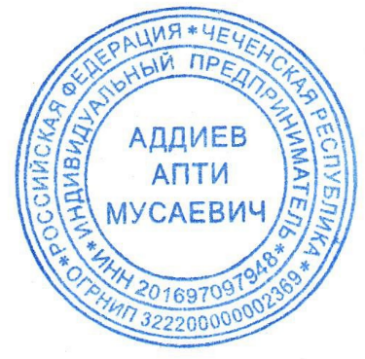 *РОССИЙСКАЯ ФЕДЕРАЦИЯ*ЧЕЧЕНСКАЯ РЕСПУБЛИКА*
ОГРНИП 322200000002369
*ИНДИВИДУАЛЬНЫЙ ПРЕДПРИНИМАТЕЛЬ*
ИНН 201697097948
АДДИЕВ
АПТИ
МУСАЕВИЧ